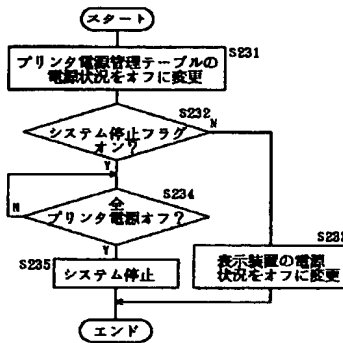 スタート
S231
プリンタ電源管理テーブルの
電源状況をオフに変更
S232
システム停止フラグ
オン?
N
Y
S234
全
プリンタ電源オフ?
N
Y
S235
システム停止
S233
表示装置の電源
状況をオフに変更
エンド